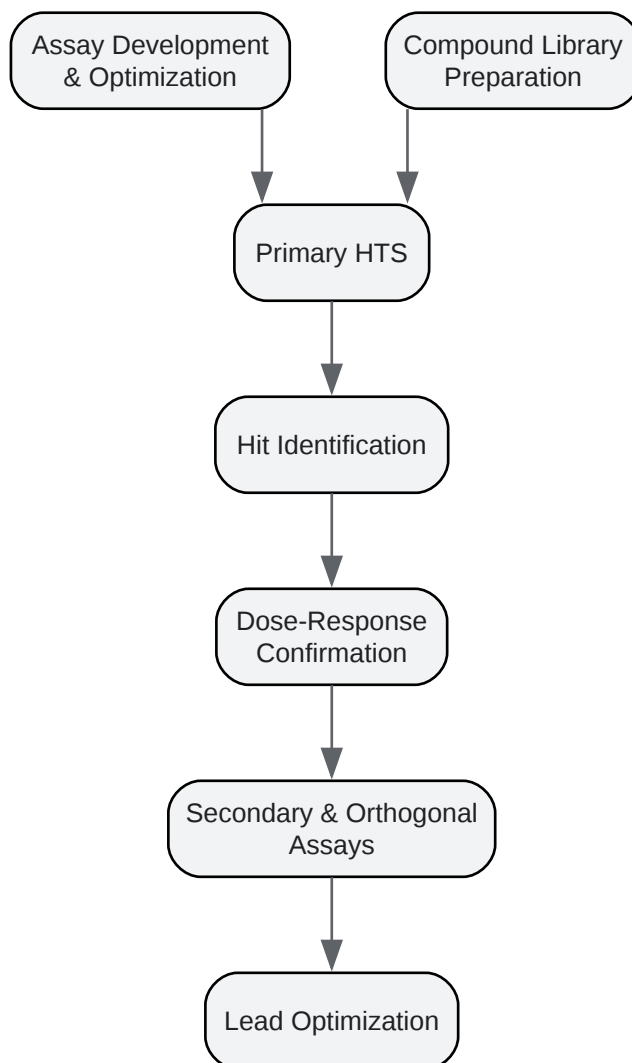 Assay Development
& Optimization
Compound Library
Preparation
Primary HTS
Hit Identification
Dose-Response
Confirmation
Secondary & Orthogonal
Assays
Lead Optimization